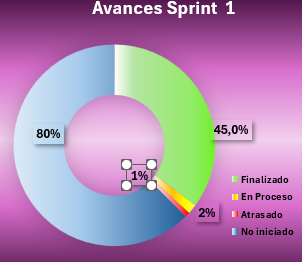 Avances Sprint 1
80%
45,0%
1%
2%
Finalizado
En Proceso
Atrasado
No iniciado